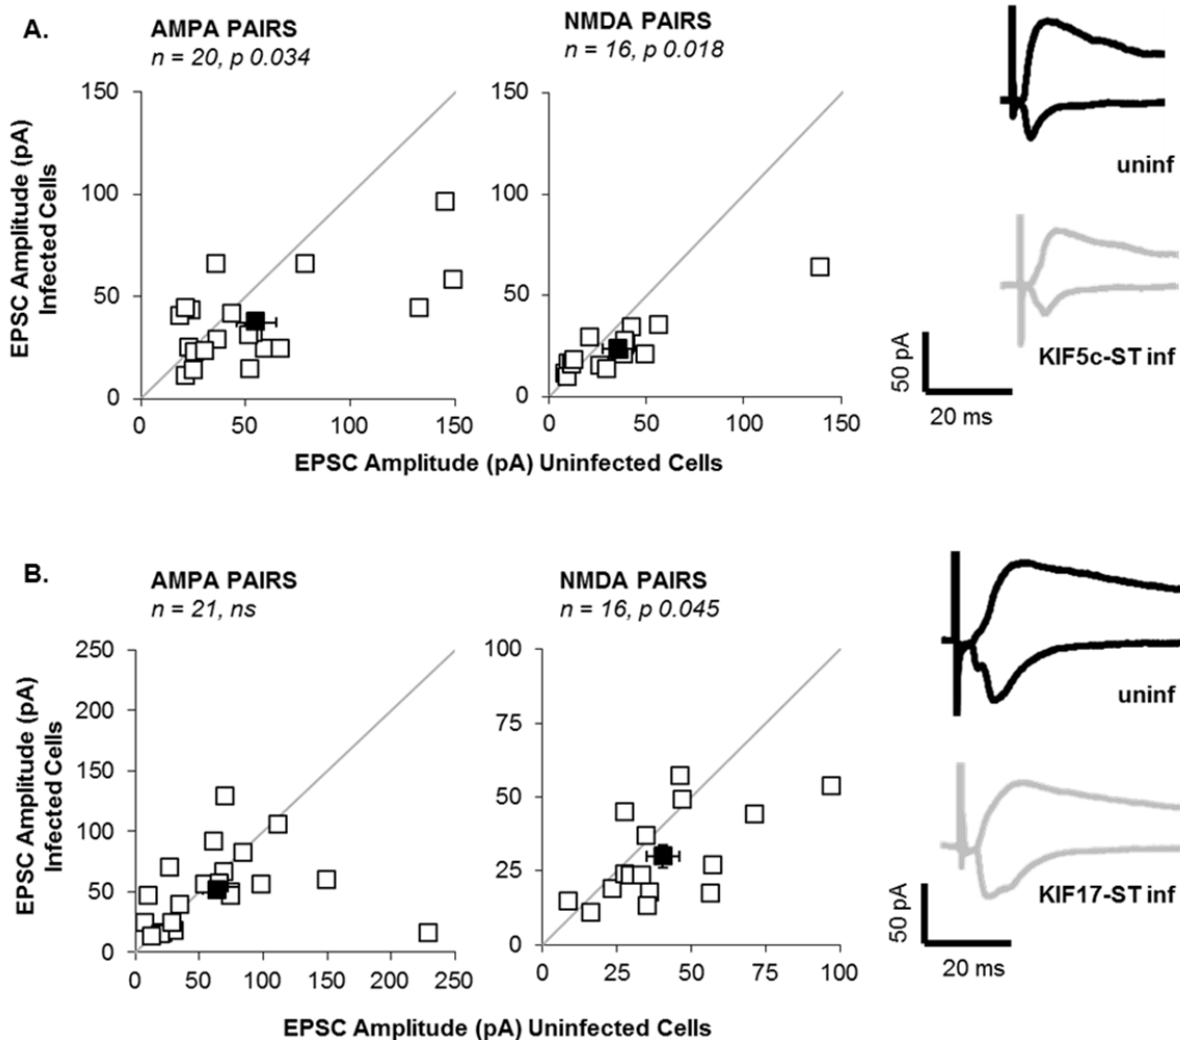 A.
AMPA PAIRS
n = 20, p 0.034
NMDA PAIRS
n = 16, p 0.018
EPSC Amplitude (pA)
Infected Cells
150
100
50
0
0
50
100
150
150
100
50
0
0
50
100
150
EPSC Amplitude (pA) Uninfected Cells
uninf
KIF5c-ST inf
50 pA
20 ms
B.
AMPA PAIRS
n = 21, ns
NMDA PAIRS
n = 16, p 0.045
EPSC Amplitude (pA)
Infected Cells
250
200
150
100
50
0
0
50
100
150
200
250
100
75
50
25
0
0
25
50
75
100
EPSC Amplitude (pA) Uninfected Cells
uninf
KIF17-ST inf
50 pA
20 ms